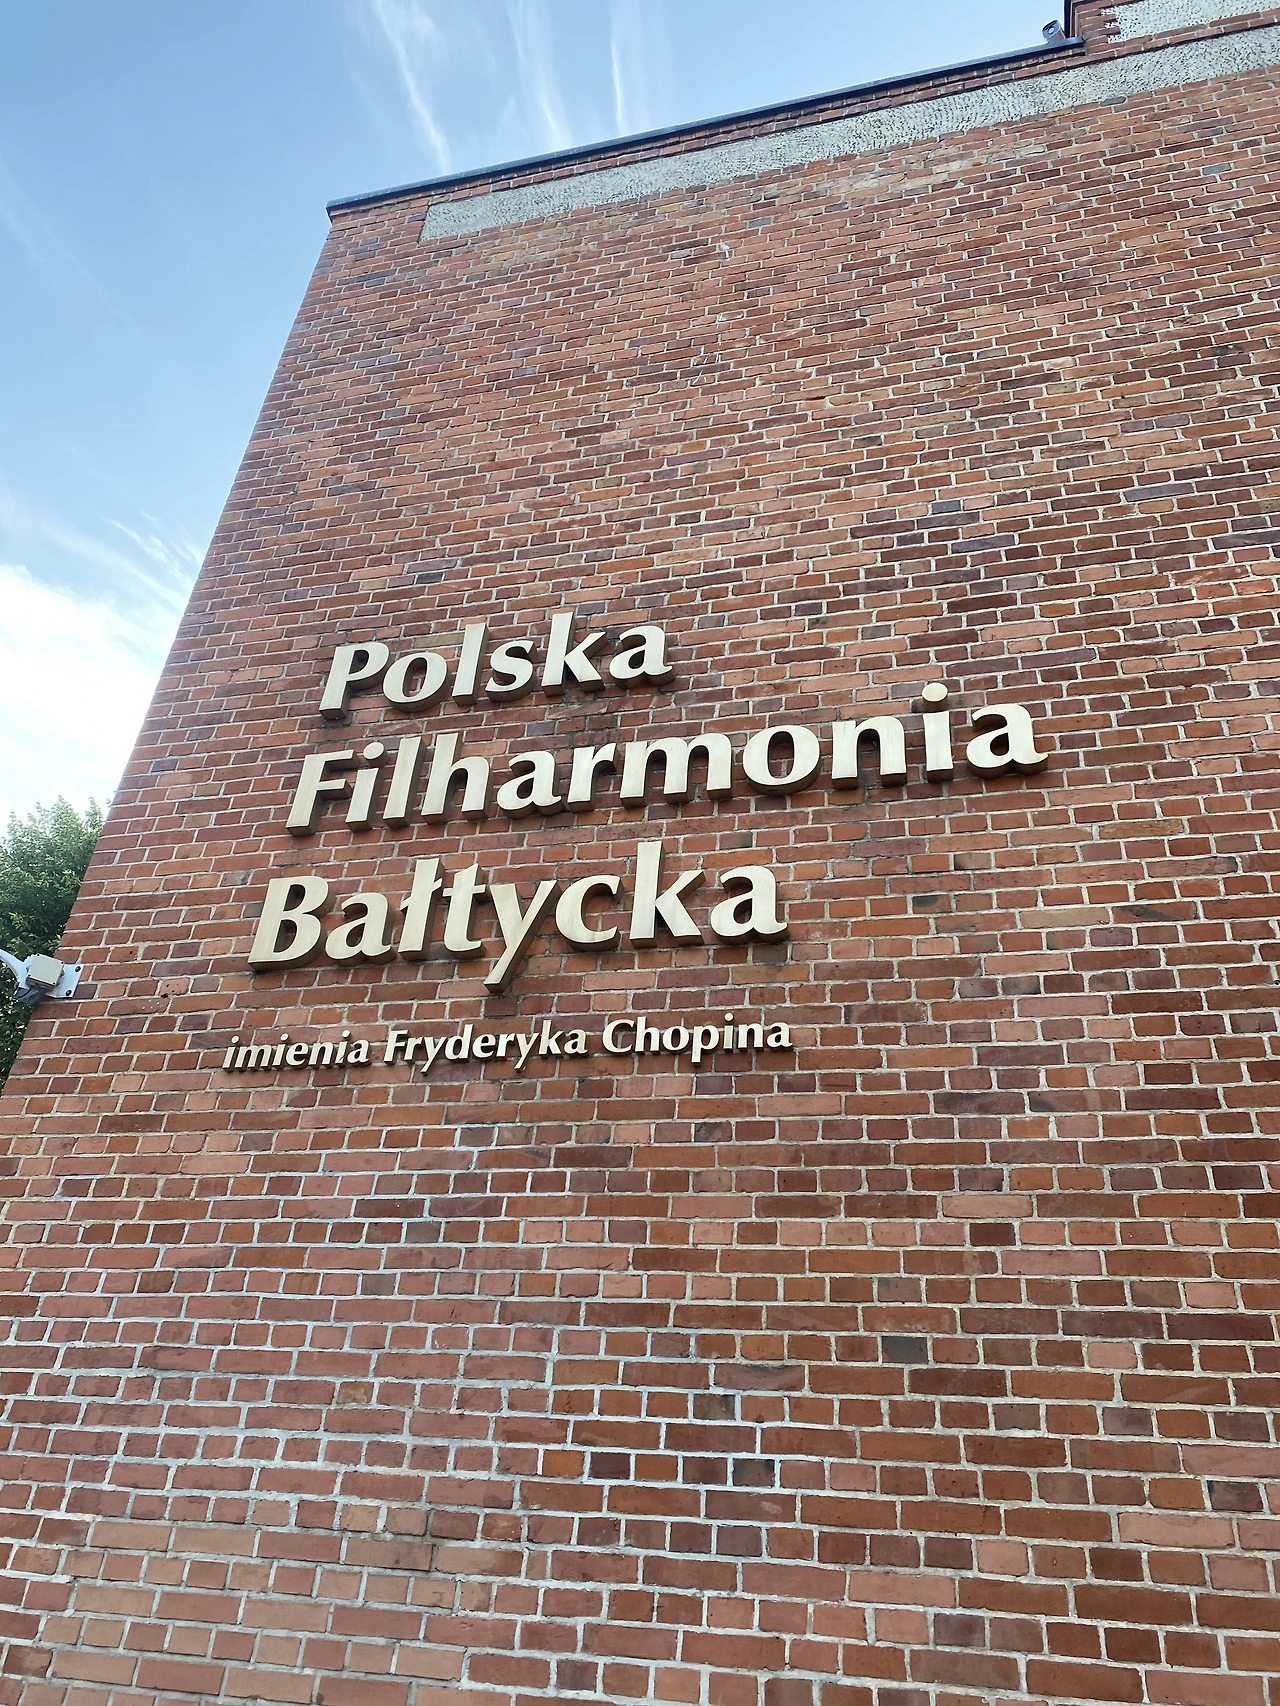 Polska
Filharmonia
Bałtycka
imienia Fryderyka Chopina